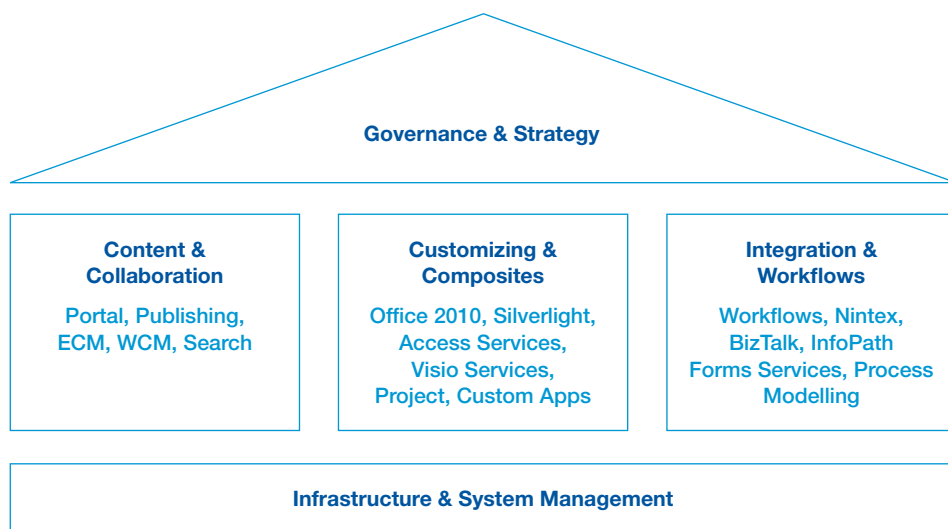 Governance & Strategy
Content &
Collaboration
Portal, Publishing,
ECM, WCM, Search
Customizing &
Composites
Office 2010, Silverlight,
Access Services,
Visio Services,
Project, Custom Apps
Integration &
Workflows
Workflows, Nintex,
BizTalk, InfoPath
Forms Services, Process
Modelling
Infrastructure & System Management